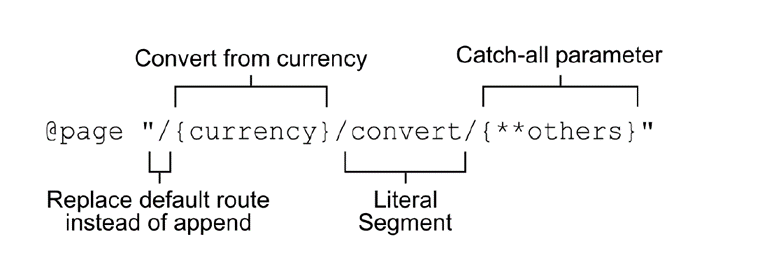 Convert from currency
Catch-all parameter
@page "/{currency}/convert/{**others}"
Replace default route
instead of append
Literal
Segment